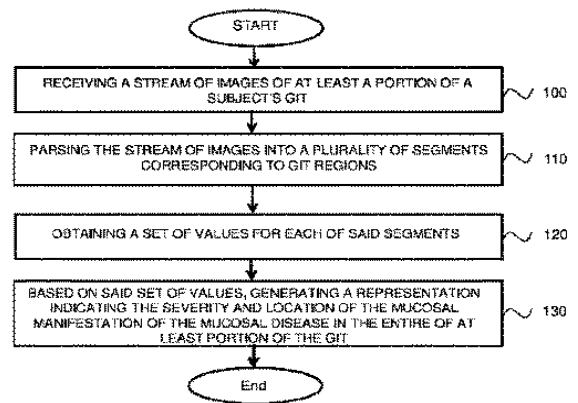 START
RECEIVING A STREAM OF IMAGES OF AT LEAST A PORTION OF A
SUBJECT'S GIT
100
PARSING THE STREAM OF IMAGES INTO A PLURALITY OF SEGMENTS
CORRESPONDING TO GIT REGIONS
110
OBTAINING A SET OF VALUES FOR EACH OF SAID SEGMENTS
120
BASED ON SAID SET OF VALUES, GENERATING A REPRESENTATION
INDICATING THE SEVERITY AND LOCATION OF THE MUCOSAL
MANIFESTATION OF THE MUCOSAL DISEASE IN THE ENTIRE OF AT
LEAST PORTION OF THE GIT
130
End